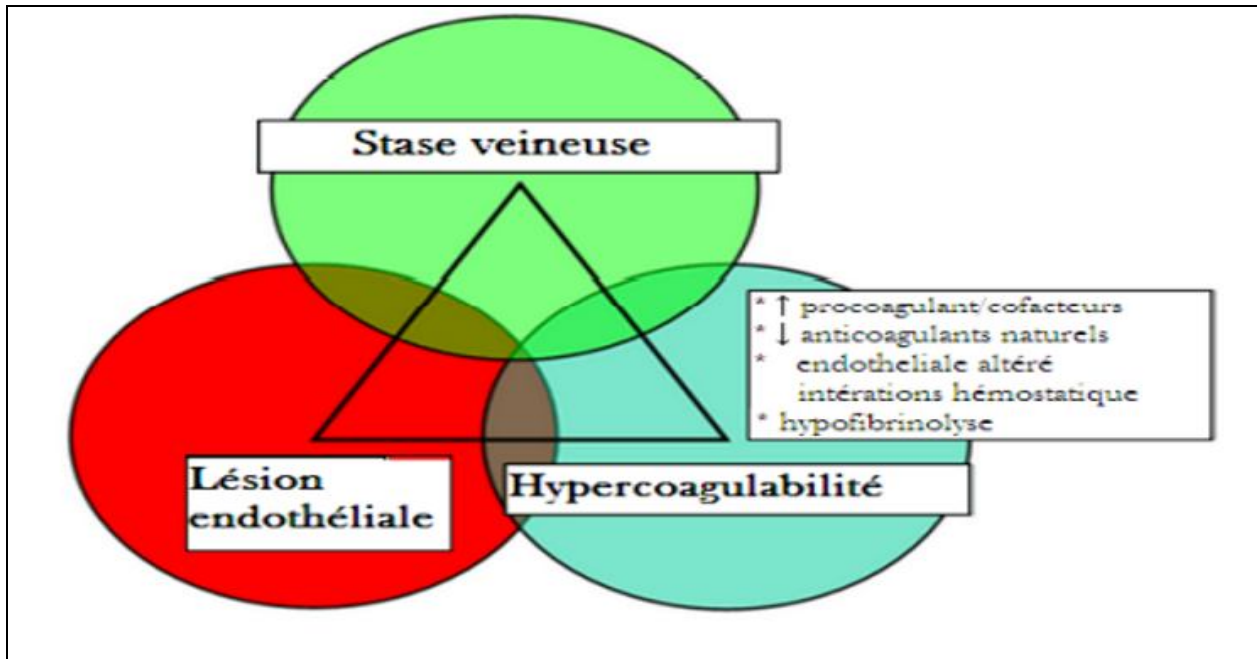 Stase veineuse
* ↑ procoagulant/cofacteurs
* ↓ anticoagulants naturels
* endotheliale altéré
intérations hémostatique
* hypofibrinolyse
Lésion
endothéliale
Hypercoagulabilité